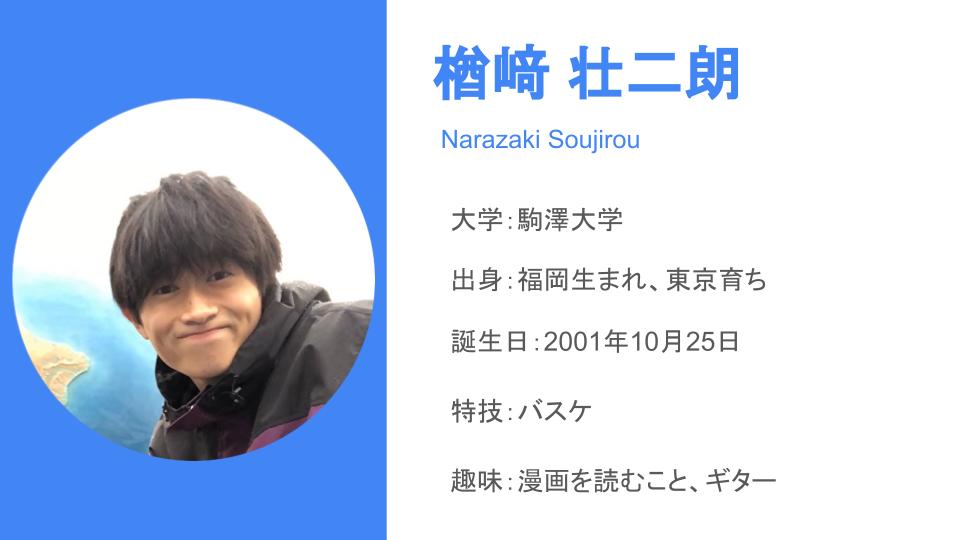 楢﨑 壮二朗
Narazaki Soujirou
大学：駒澤大学
出身：福岡生まれ、東京育ち
誕生日：2001年10月25日
特技：バスケ
趣味：漫画を読むこと、ギター